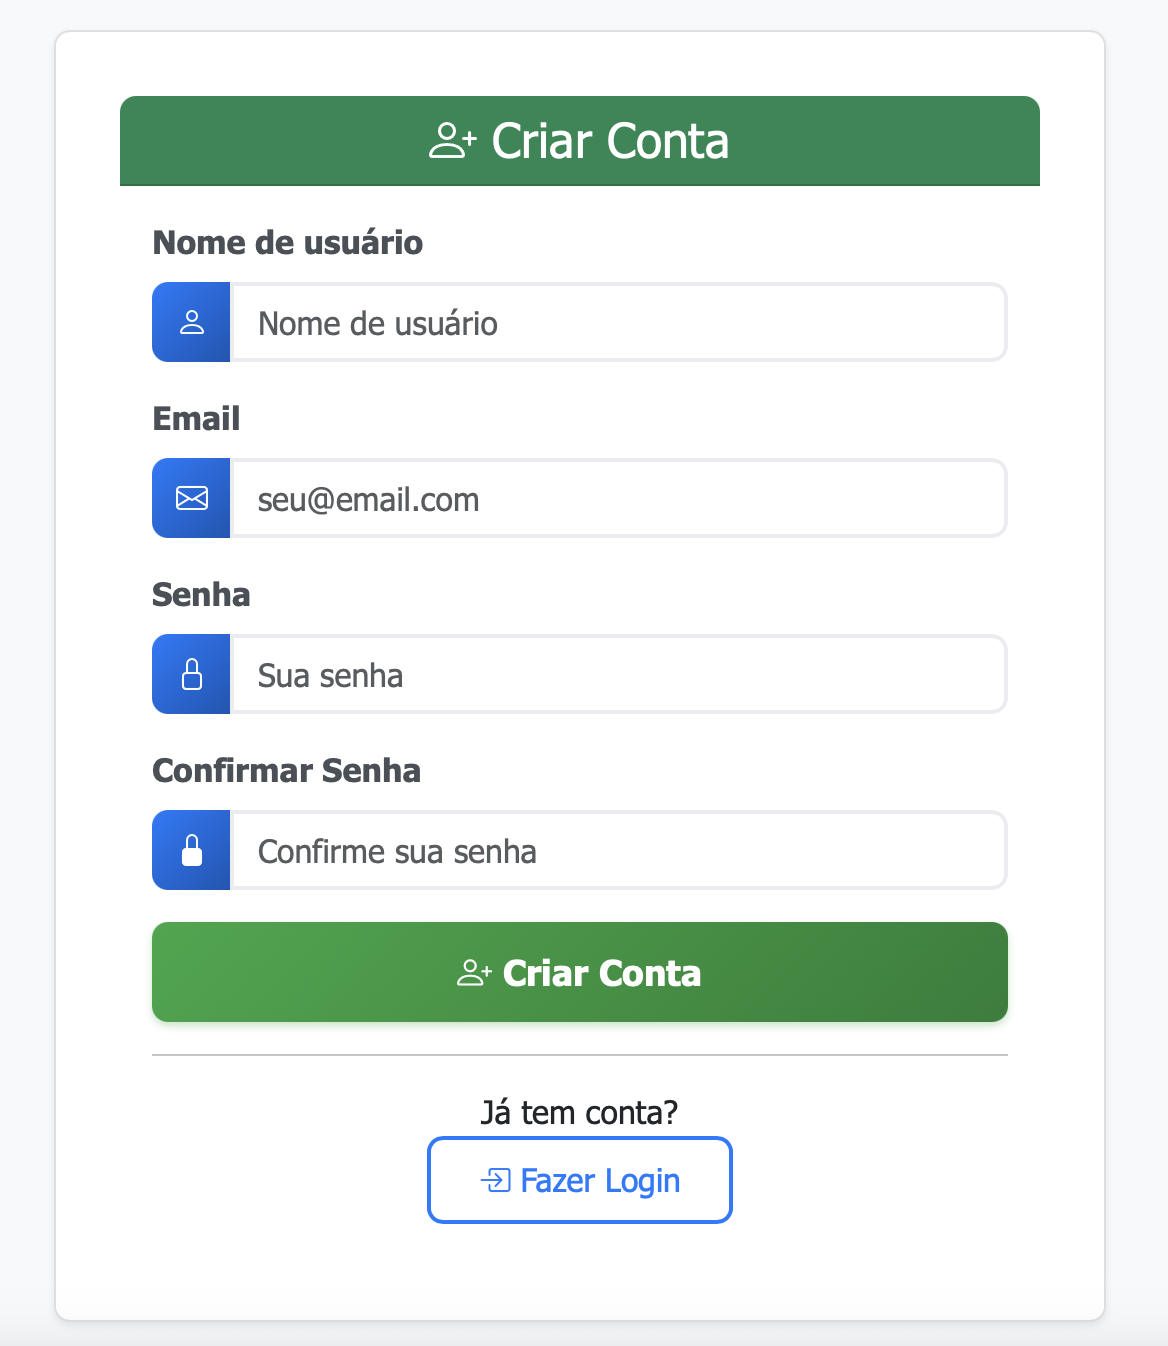 Criar Conta
Nome de usuário
Nome de usuário
Email
seu@email.com
Senha
Sua senha
Confirmar Senha
Confirme sua senha
Criar Conta
Já tem conta?
Fazer Login